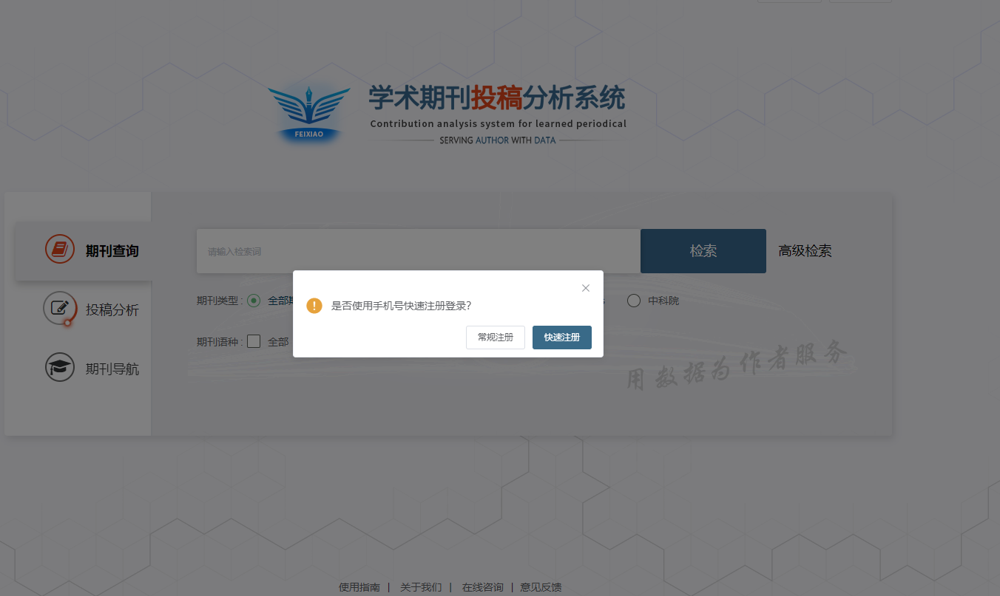 学术期刊投稿分析系统
Contribution analysis system for learned periodical
FEIXIAO
SERVING AUTHOR WITH DATA
期刊查询
请输入检索词
检索
高级检索
期刊类型 :
全部期
中科院
是否使用手机号快速注册登录?
投稿分析
常规注册
快速注册
期刊语种 :
全部
期刊导航
用数据为作者服务
使用指南 | 关于我们 | 在线咨询 | 意见反馈